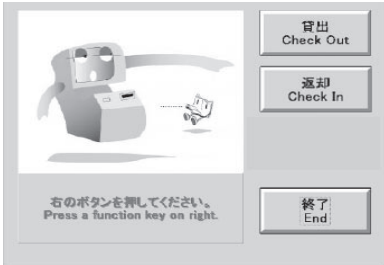 貸出
Check Out
返却
Check In
右のボタンを押してください。
Press a function key on right.
終了
End